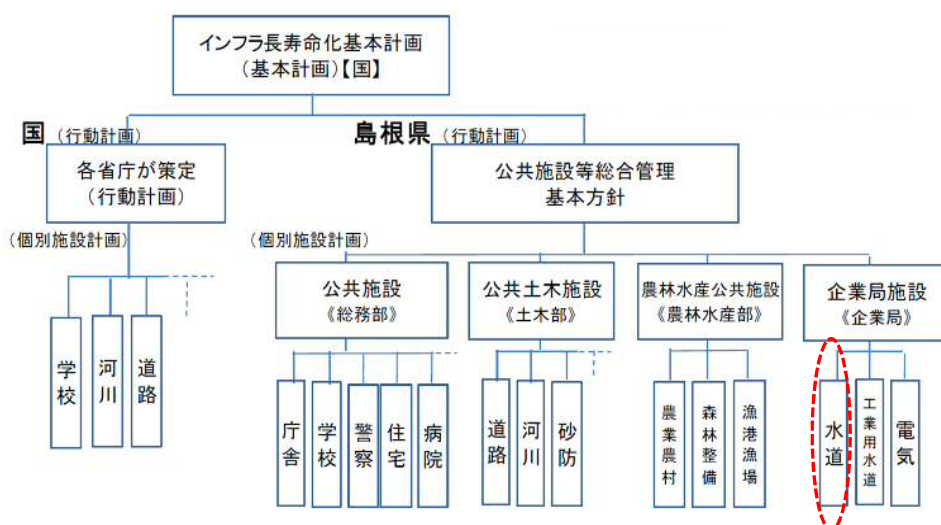 インフラ長寿命化基本計画
(基本計画)【国】
国 (行動計画)
島根県 (行動計画)
各省庁が策定
(行動計画)
公共施設等総合管理
基本方針
(個別施設計画)
(個別施設計画)
学校
河川
道路
公共施設
《総務部》
公共土木施設
《土木部》
農林水産公共施設
《農林水産部》
企業局施設
《企業局》
庁舎
学校
警察
住宅
病院
道路
河川
砂防
農業農村
森林整備
漁港漁場
水道
工業用水道
電気